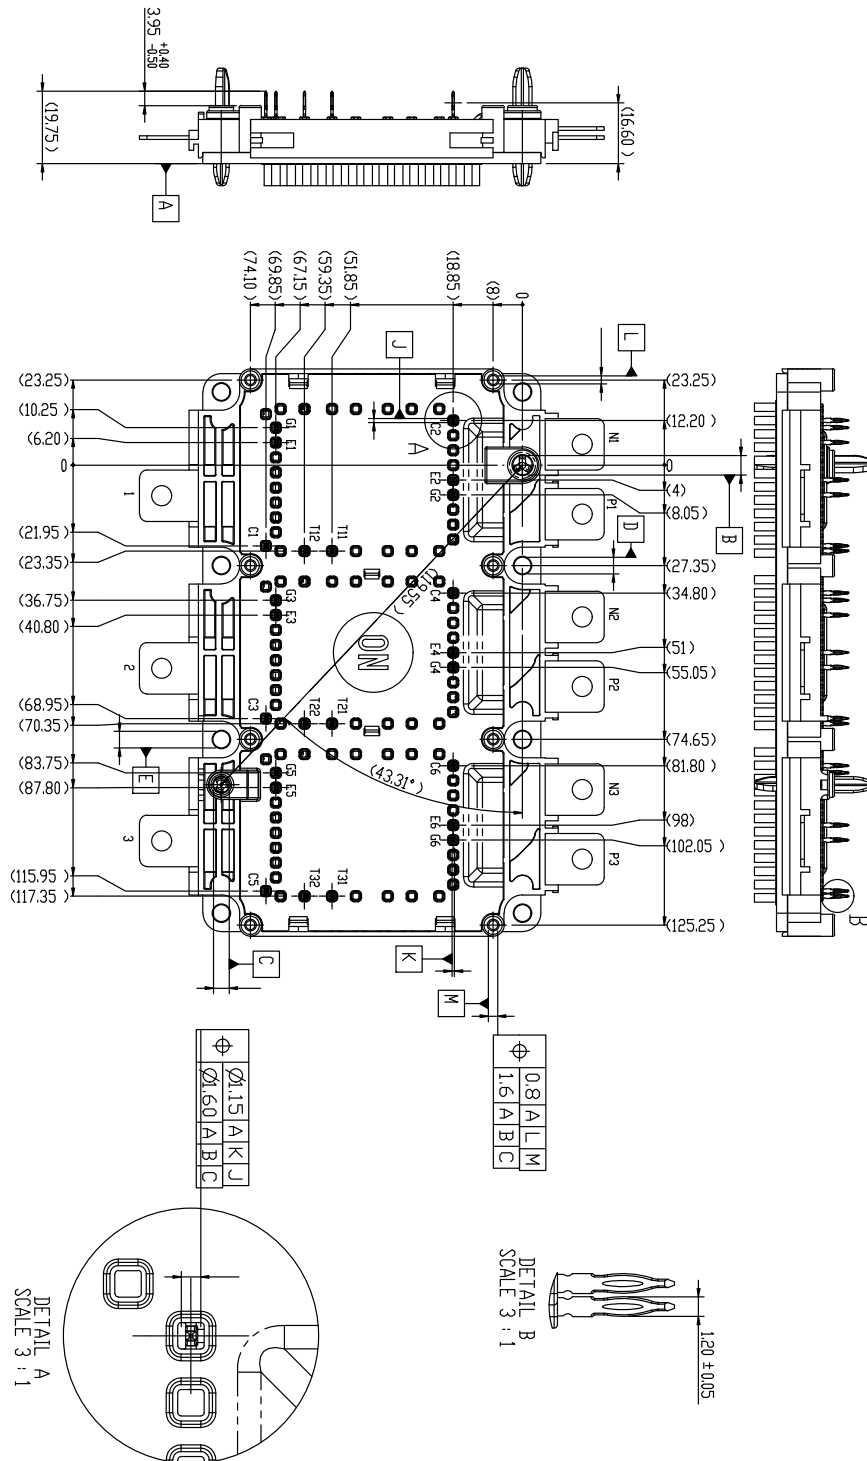 3.95 +0.40 -0.50
(19.75)
(16.60)
A
(74.10)
(69.85)
(67.15)
(59.35)
(51.85)
(18.85)
(8)
0
J
L
(23.25)
(10.25)
(6.20)
0
(21.95)
(23.35)
(36.75)
(40.80)
(68.95)
(70.35)
(83.75)
(87.80)
(115.95)
(117.35)
(23.25)
(12.20)
0
(4)
(8.05)
(27.35)
(34.80)
(51)
(55.05)
(74.65)
(81.80)
(98)
(102.05)
(125.25)
B
D
E
C
K
M
G1
E1
C1
T12
T11
C2
E2 G2
A
N1
P1
1
G3
E3
C3
T22
T21
C4
E4 G4
N2
P2
2
G5
E5
C5
T32
T31
C6
E6 G6
N3
P3
3
ON
(119.55)
(43.31°)
B
⌖ 0.8 A L M
1.6 A B C
⌖ Ø1.15 A K J
Ø1.60 A B C
1.20 ±0.05
DETAIL B
SCALE 3 : 1
DETAIL A
SCALE 3 : 1